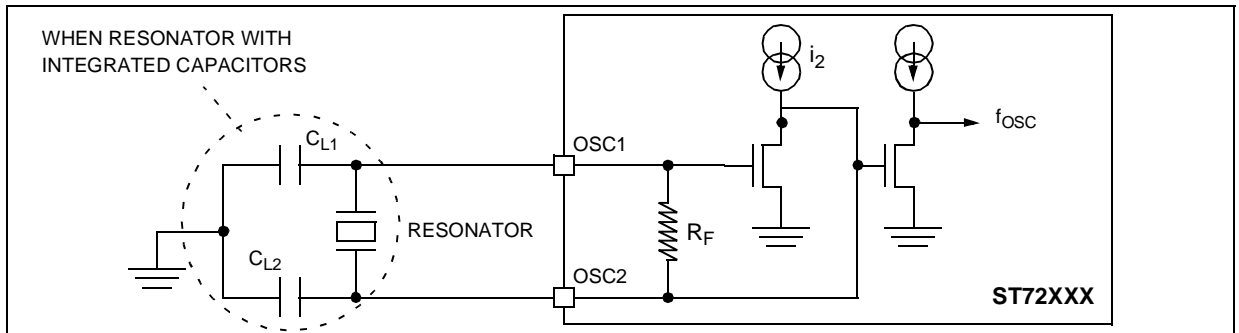 WHEN RESONATOR WITH
INTEGRATED CAPACITORS
CL1
OSC1
i2
fOSC
RESONATOR
RF
CL2
OSC2
ST72XXX